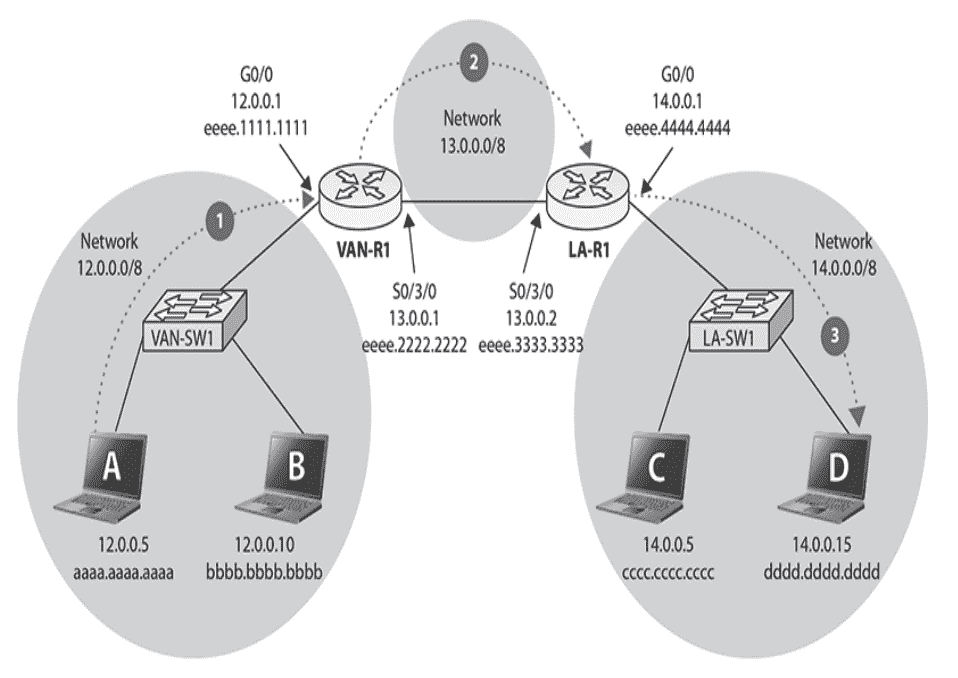 2
G0/0
12.0.0.1
eeee.1111.1111
Network
13.0.0.0/8
G0/0
14.0.0.1
eeee.4444.4444
1
Network
12.0.0.0/8
VAN-R1
LA-R1
Network
14.0.0.0/8
S0/3/0
13.0.0.1
eeee.2222.2222
S0/3/0
13.0.0.2
eeee.3333.3333
VAN-SW1
LA-SW1
3
A
B
C
D
12.0.0.5
aaaa.aaaa.aaaa
12.0.0.10
bbbb.bbbb.bbbb
14.0.0.5
cccc.cccc.cccc
14.0.0.15
dddd.dddd.dddd